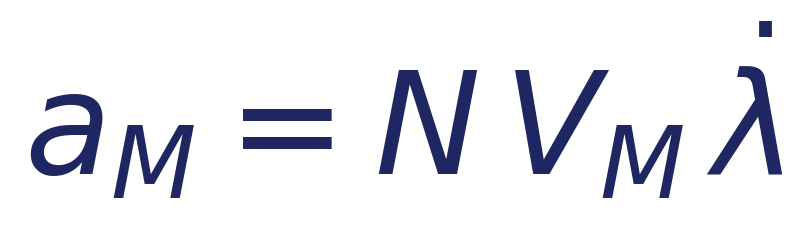 a_M = N V_M λ̇